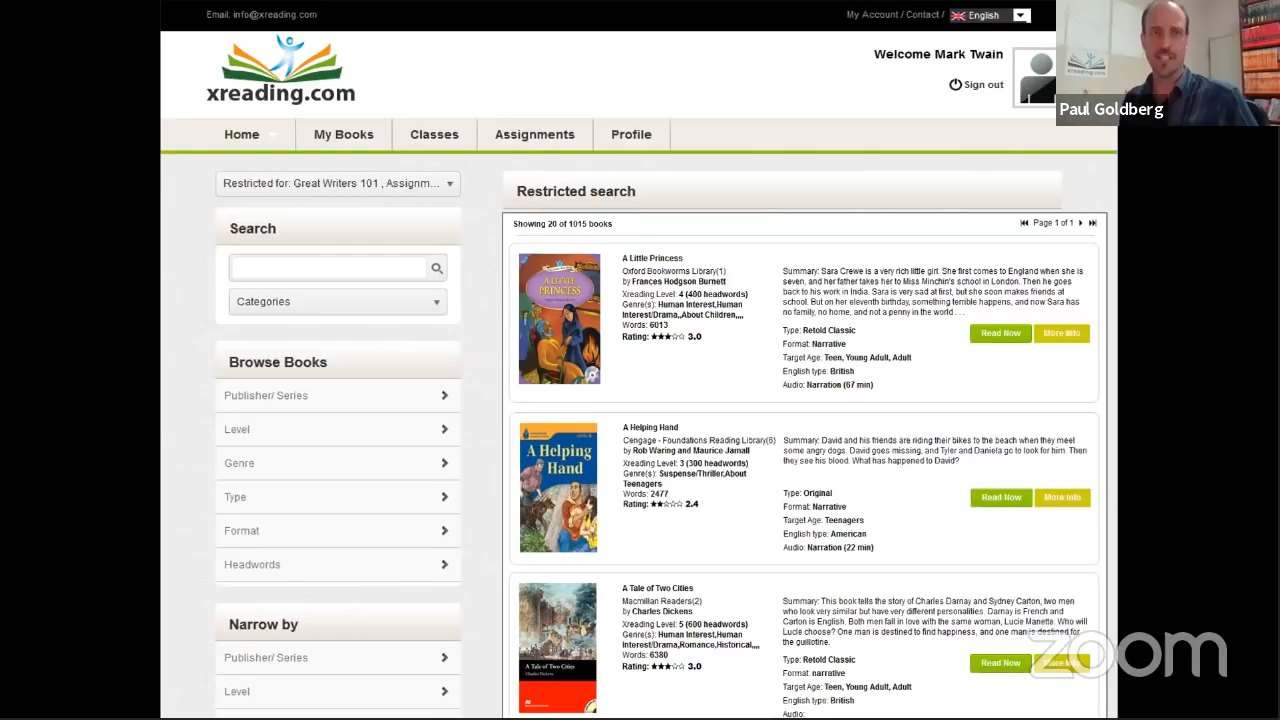 Email: info@xreading.com
My Account / Contact /
English
xreading.com
Welcome Mark Twain
Sign out
Paul Goldberg
Home
My Books
Classes
Assignments
Profile
Restricted for: Great Writers 101 , Assignm...
Search
Categories
Browse Books
Publisher/ Series
Level
Genre
Type
Format
Headwords
Narrow by
Publisher/ Series
Level
Restricted search
Showing 20 of 1015 books
Page 1 of 1
A LITTLE PRINCESS
A Little Princess
Oxford Bookworms Library(1)
by Frances Hodgson Burnett
Xreading Level: 4 (400 headwords)
Genre(s): Human Interest,Human
Interest/Drama,,About Children,,,,
Words: 6013
Rating: 3.0
Summary: Sara Crewe is a very rich little girl. She first comes to England when she is
seven, and her father takes her to Miss Minchin's school in London. Then he goes
back to his work in India. Sara is very sad at first, but she soon makes friends at
school. But on her eleventh birthday, something terrible happens, and now Sara has
no family, no home, and not a penny in the world . . .
Type: Retold Classic
Format: Narrative
Target Age: Teen, Young Adult, Adult
English type: British
Audio: Narration (67 min)
Read Now
More Info
A Helping Hand
A Helping Hand
Cengage - Foundations Reading Library(6)
by Rob Waring and Maurice Jamall
Xreading Level: 3 (300 headwords)
Genre(s): Suspense/Thriller,About
Teenagers
Words: 2477
Rating: 2.4
Summary: David and his friends are riding their bikes to the beach when they meet
some angry dogs. David goes missing, and Tyler and Daniela go to look for him. Then
they see his blood. What has happened to David?
Type: Original
Format: Narrative
Target Age: Teenagers
English type: American
Audio: Narration (22 min)
Read Now
More Info
A Tale of Two Cities
Charles Dickens
A Tale of Two Cities
Macmillan Readers(2)
by Charles Dickens
Xreading Level: 5 (600 headwords)
Genre(s): Human Interest,Human
Interest/Drama,Romance,Historical,,,,
Words: 6380
Rating: 3.0
Summary: This book tells the story of Charles Darnay and Sydney Carton, two men
who look very similar but have very different personalities. Darnay is French and
Carton is English. Both men fall in love with the same woman, Lucie Manette. Who will
Lucie choose? One man is destined to find happiness, and one man is destined for
the guillotine.
Type: Retold Classic
Format: narrative
Target Age: Teen, Young Adult, Adult
English type: British
Audio:
Read Now
More Info
zoom